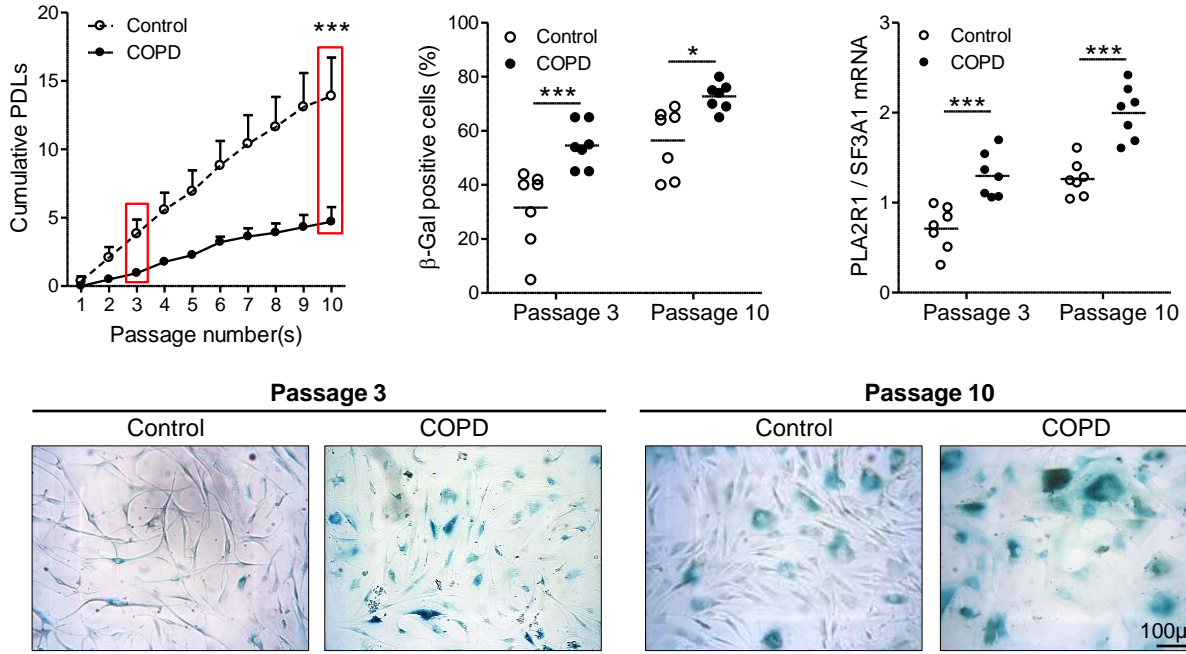 20
15
10
5
0
Cumulative PDLs
Control
COPD
***
1 2 3 4 5 6 7 8 9 10
Passage number(s)
100
80
60
40
20
0
β-Gal positive cells (%)
Control
COPD
***
*
Passage 3 Passage 10
3
2
1
0
PLA2R1 / SF3A1 mRNA
Control
COPD
***
***
Passage 3 Passage 10
Passage 3
Control COPD
Passage 10
Control COPD
100µ